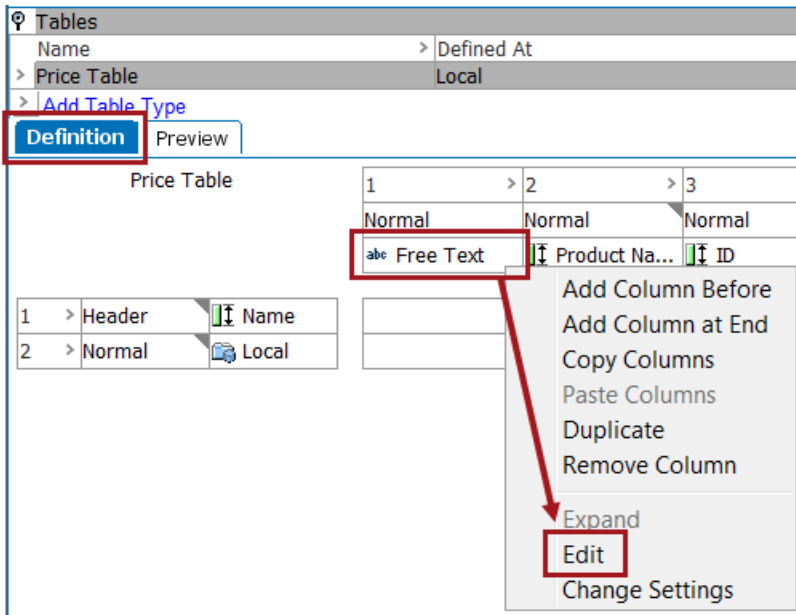 Tables
Name > Defined At
> Price Table Local
> Add Table Type
Definition Preview
Price Table 1 > 2 > 3
Normal Normal Normal
abc Free Text Product Na... ID
1 > Header Name
2 > Normal Local
Add Column Before
Add Column at End
Copy Columns
Paste Columns
Duplicate
Remove Column
Expand
Edit
Change Settings